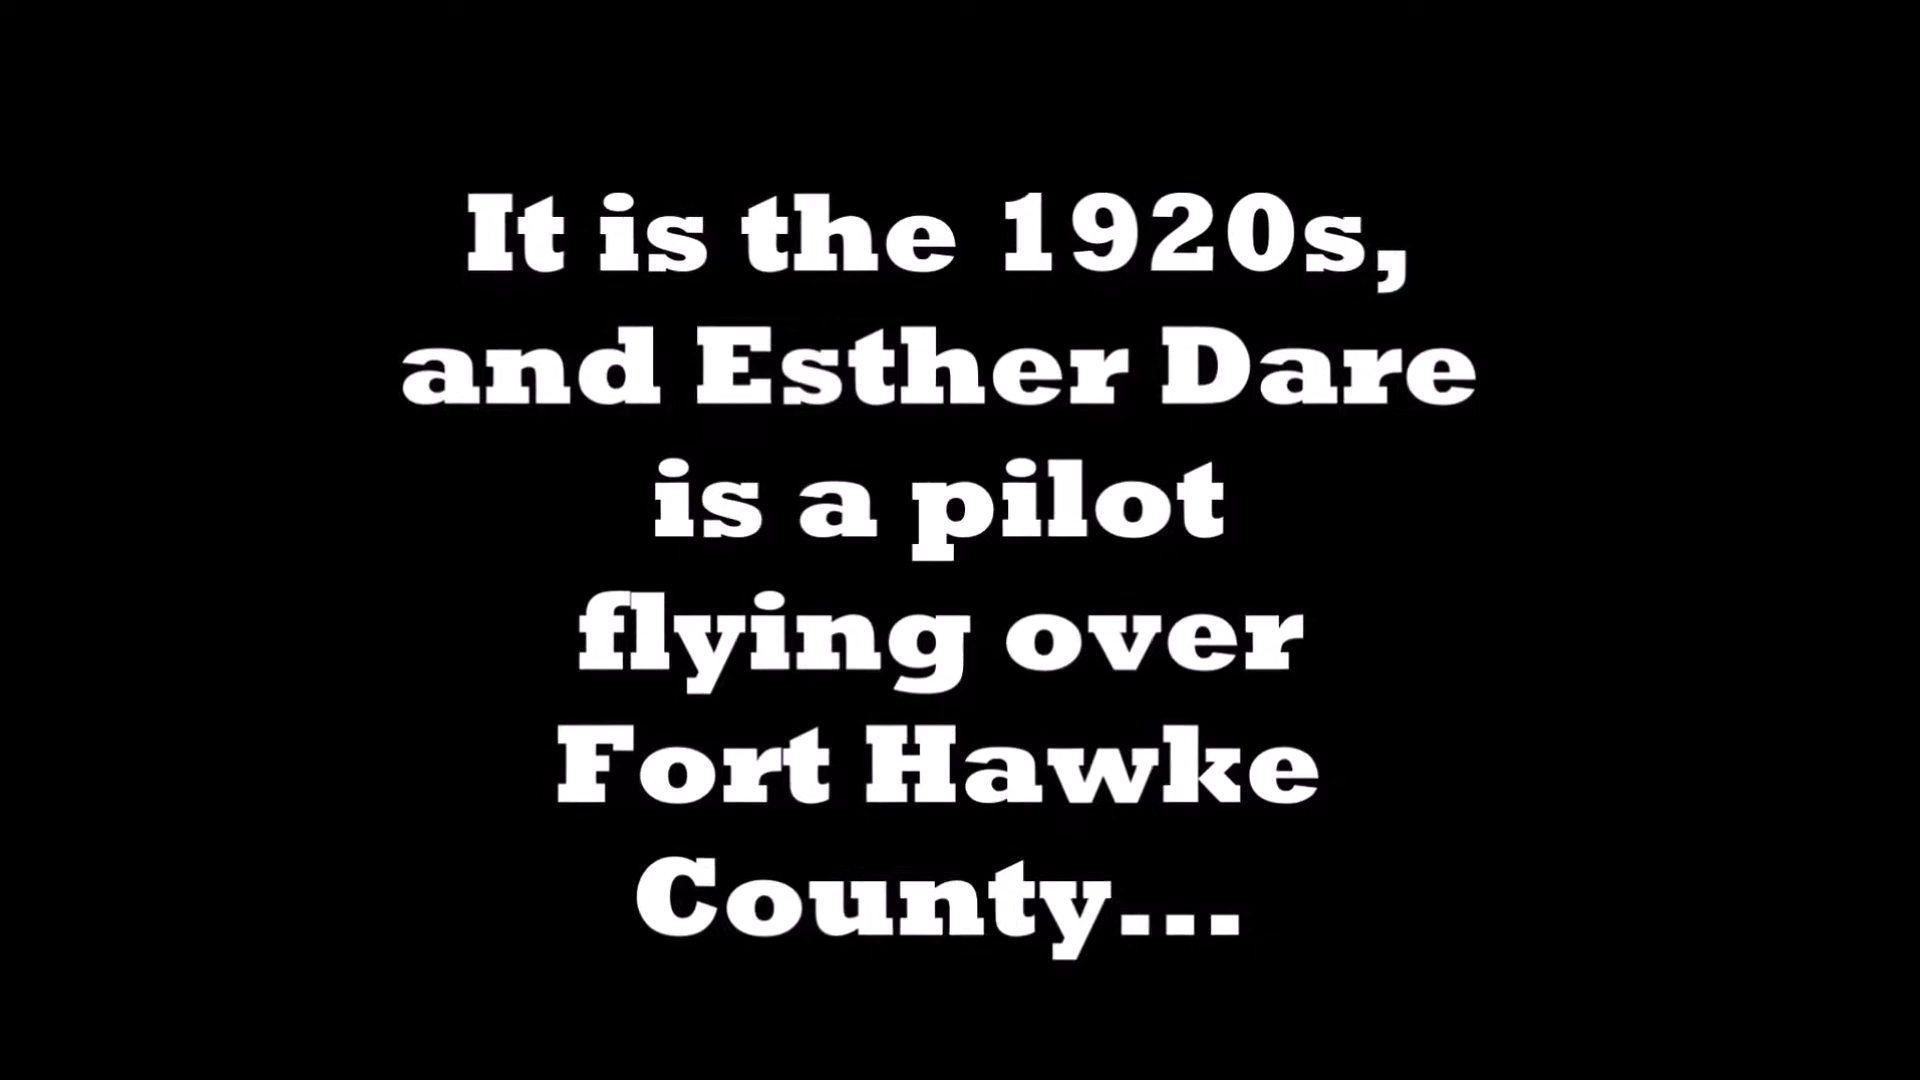 It is the 1920s,
and Esther Dare
is a pilot
flying over
Fort Hawke
County...